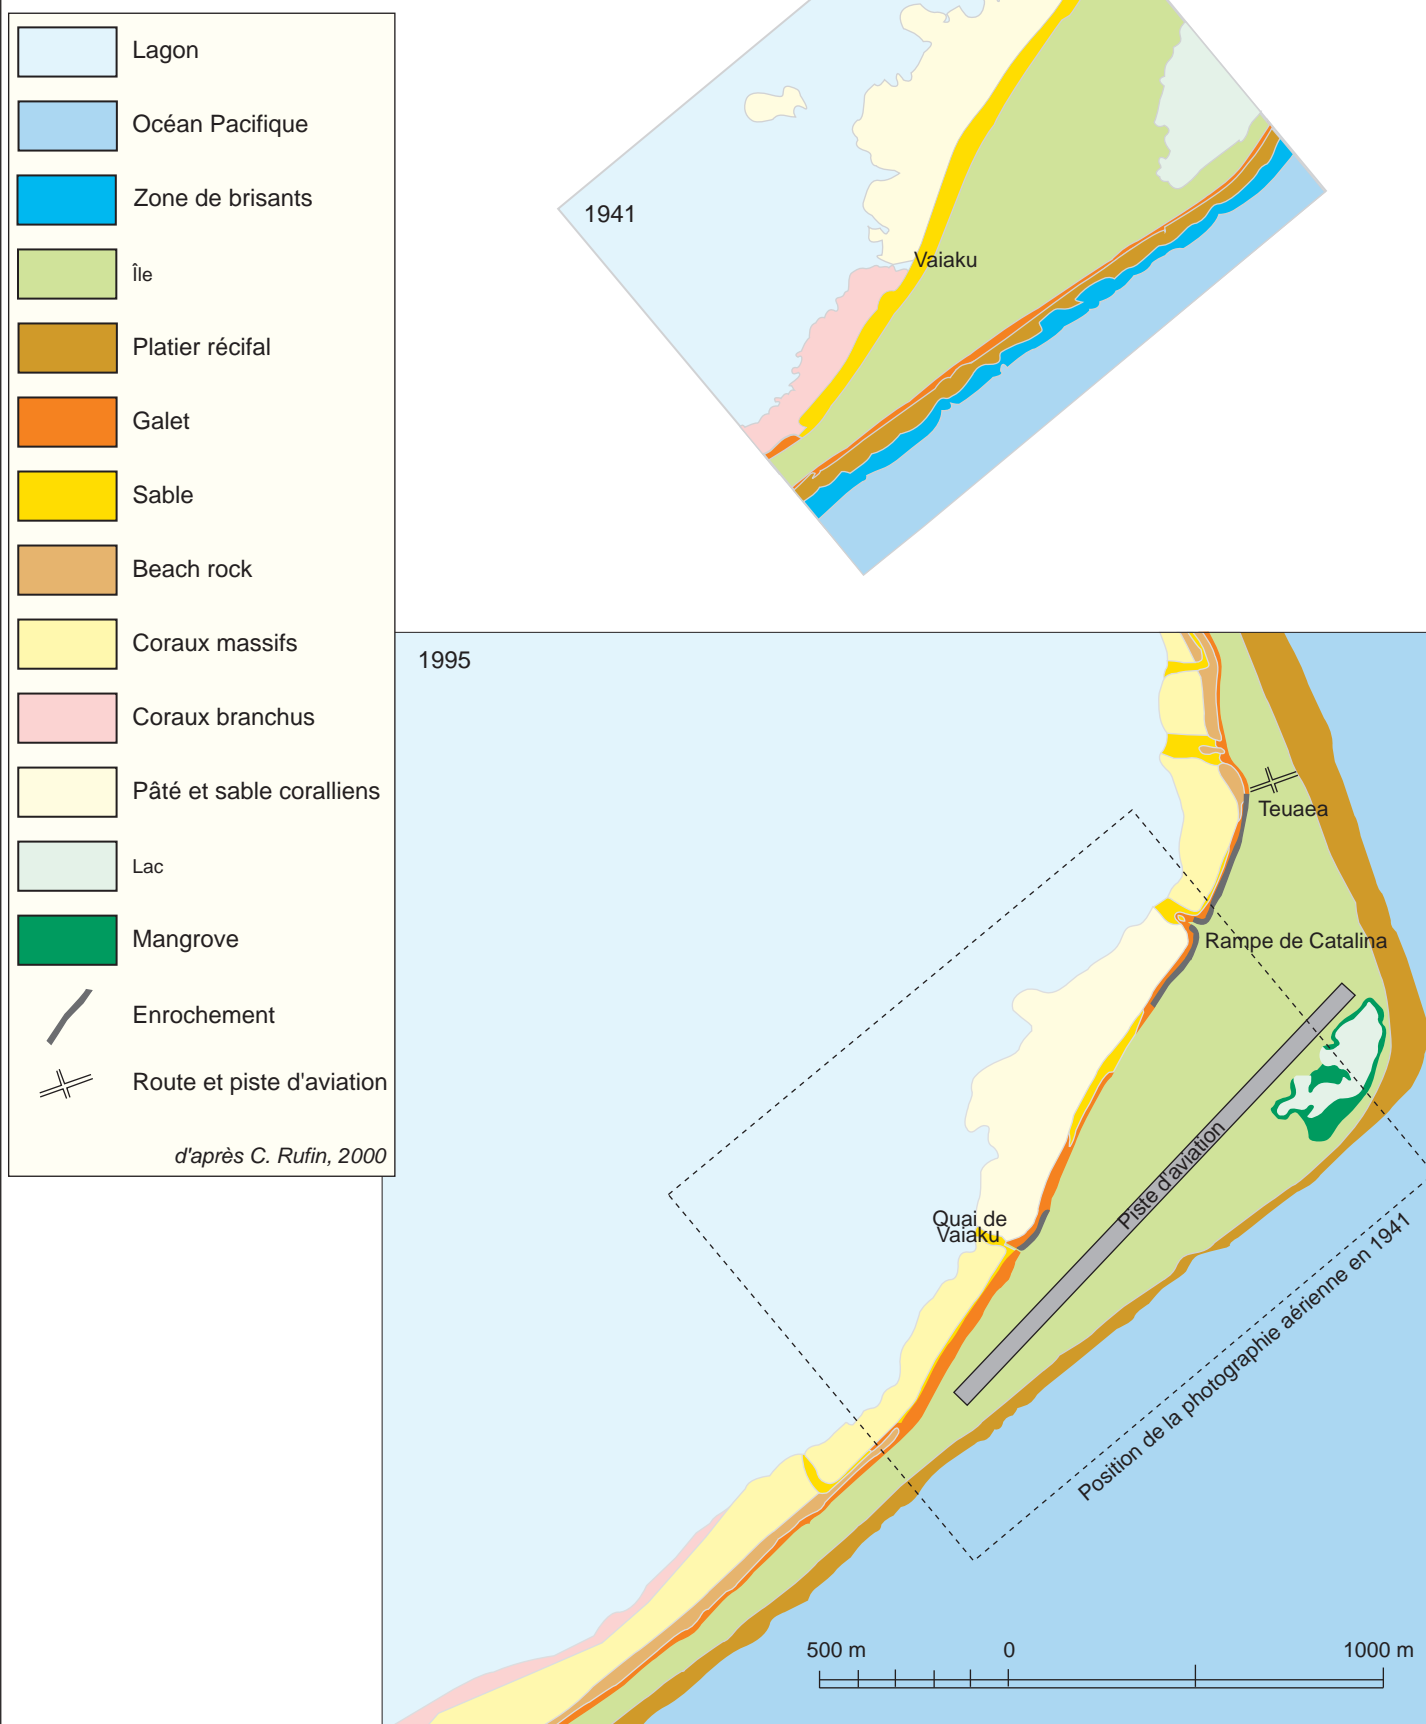 Lagon
Océan Pacifique
Zone de brisants
Île
Platier récifal
Galet
Sable
Beach rock
Coraux massifs
Coraux branchus
Pâté et sable coralliens
Lac
Mangrove
Enrochement
Route et piste d'aviation
d'après C. Rufin, 2000
1941
Vaiaku
1995
Teuaea
Rampe de Catalina
Piste d'aviation
Quai de
Vaiaku
Position de la photographie aérienne en 1941
500 m 0 1000 m